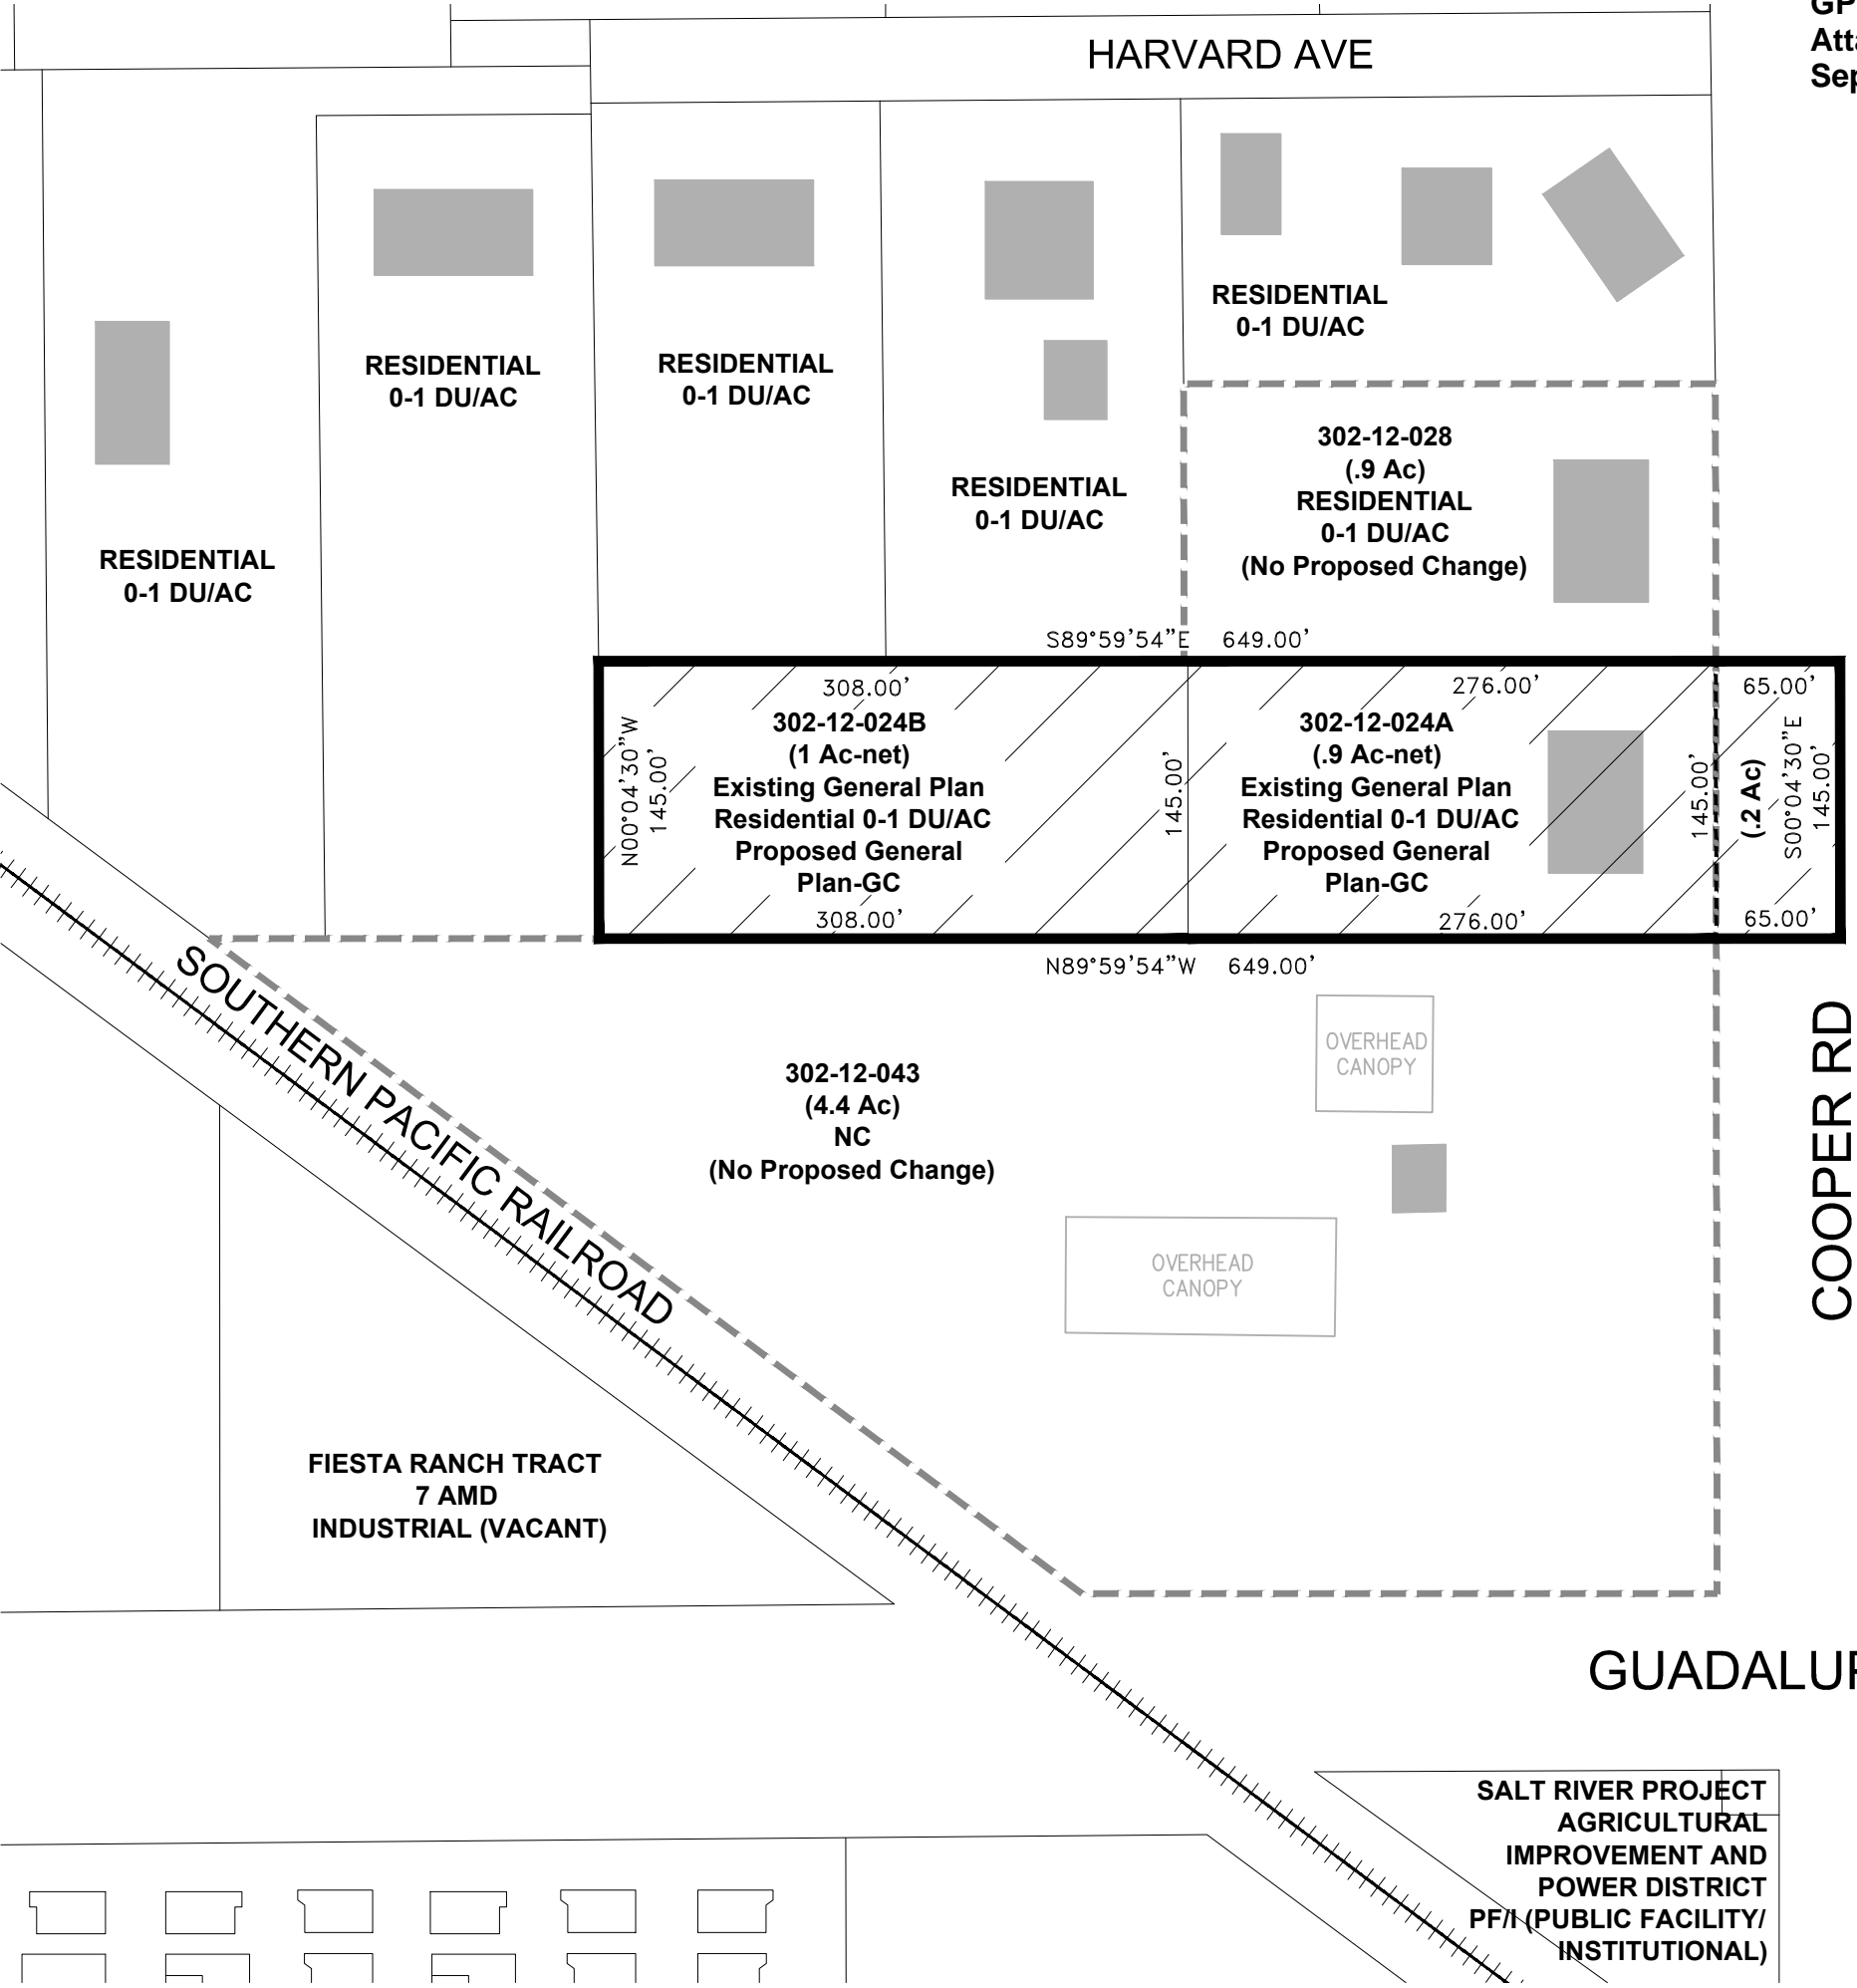 GP
Att
Sep
HARVARD AVE
RESIDENTIAL
0-1 DU/AC
RESIDENTIAL
0-1 DU/AC
RESIDENTIAL
0-1 DU/AC
RESIDENTIAL
0-1 DU/AC
302-12-028
(.9 Ac)
RESIDENTIAL
0-1 DU/AC
(No Proposed Change)
RESIDENTIAL
0-1 DU/AC
S89°59'54"E 649.00'
308.00'
276.00'
65.00'
N00°04'30"W
145.00'
302-12-024B
(1 Ac-net)
Existing General Plan
Residential 0-1 DU/AC
Proposed General
Plan-GC
308.00'
145.00'
302-12-024A
(.9 Ac-net)
Existing General Plan
Residential 0-1 DU/AC
Proposed General
Plan-GC
276.00'
145.00'
(.2 Ac)
S00°04'30"E
145.00'
65.00'
N89°59'54"W 649.00'
SOUTHERN PACIFIC RAILROAD
302-12-043
(4.4 Ac)
NC
(No Proposed Change)
OVERHEAD
CANOPY
OVERHEAD
CANOPY
COOPER RD
FIESTA RANCH TRACT
7 AMD
INDUSTRIAL (VACANT)
GUADALUP
SALT RIVER PROJECT
AGRICULTURAL
IMPROVEMENT AND
POWER DISTRICT
PF/I (PUBLIC FACILITY/
INSTITUTIONAL)